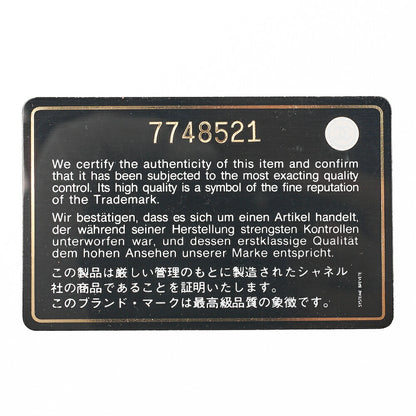 7748521
We certify the authenticity of this item and confirm
that it has been subjected to the most exacting quality
control. Its high quality is a symbol of the fine reputation
of the Trademark.
Wir bestätigen, dass es sich um einen Artikel handelt,
der während seiner Herstellung strengsten Kontrollen
unterworfen war, und dessen erstklassige Qualität
dem hohen Ansehen unserer Marke entspricht.
この製品は厳しい管理のもとに製造されたシャネル
社の商品であることを証明いたします。
このブランド・マークは最高級品質の象徴です。